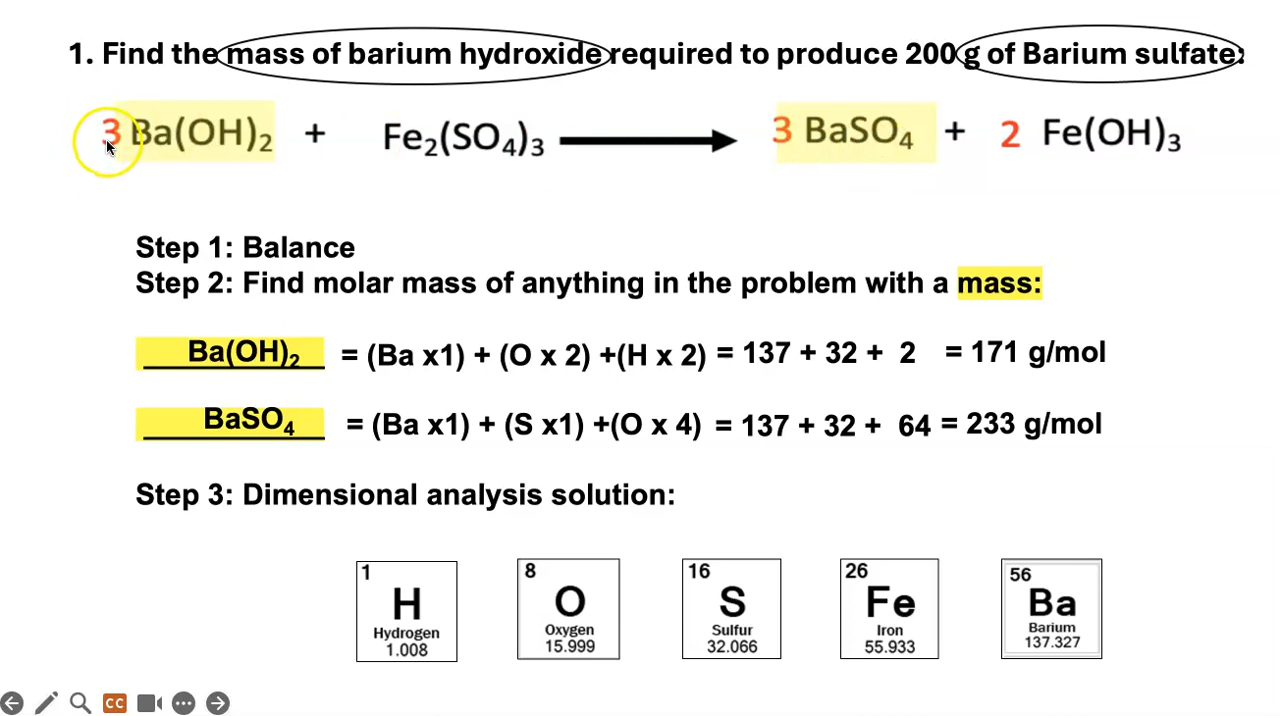 1. Find the mass of barium hydroxide required to produce 200 g of Barium sulfate:
3 Ba(OH)₂ + Fe₂(SO₄)₃ → 3 BaSO₄ + 2 Fe(OH)₃
Step 1: Balance
Step 2: Find molar mass of anything in the problem with a mass:
Ba(OH)₂ = (Ba x1) + (O x 2) +(H x 2) = 137 + 32 + 2 = 171 g/mol
BaSO₄ = (Ba x1) + (S x1) +(O x 4) = 137 + 32 + 64 = 233 g/mol
Step 3: Dimensional analysis solution:
1
H
Hydrogen
1.008
8
O
Oxygen
15.999
16
S
Sulfur
32.066
26
Fe
Iron
55.933
56
Ba
Barium
137.327
CC